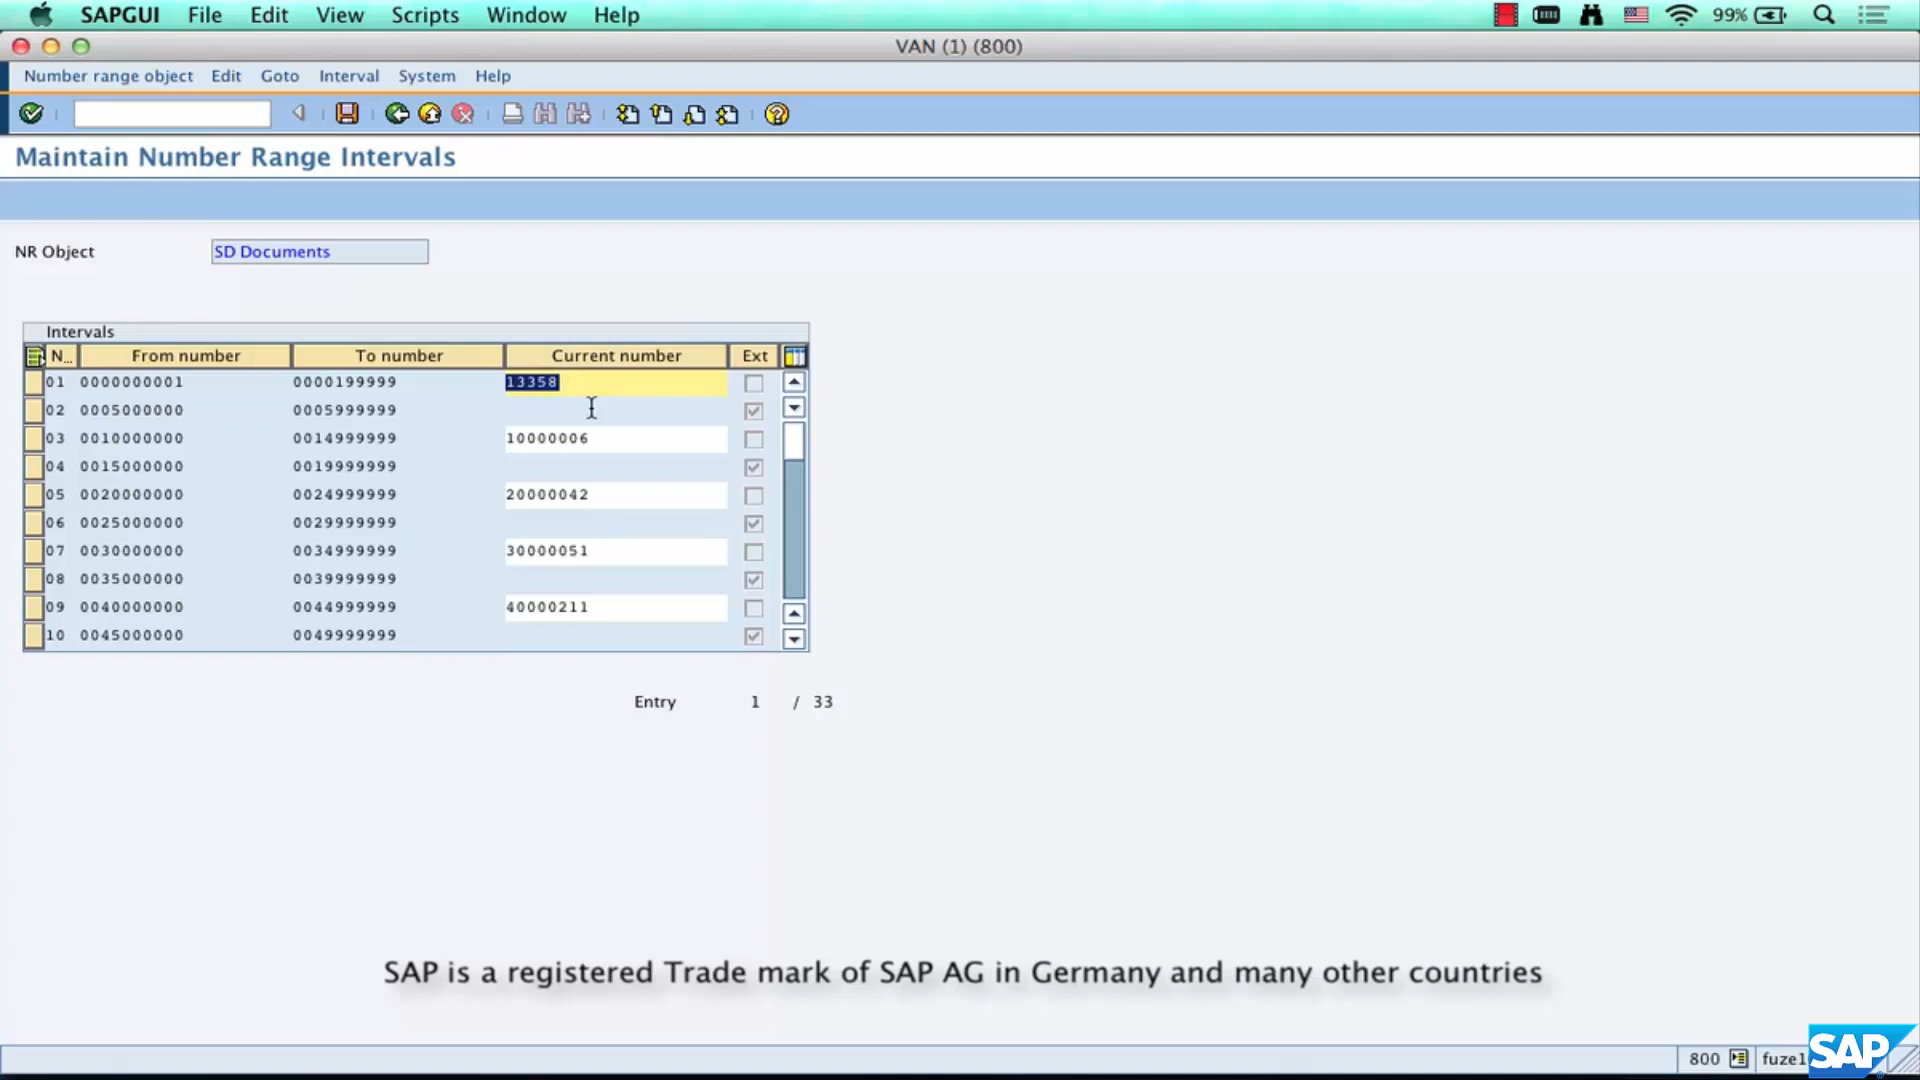 SAPGUI File Edit View Scripts Window Help 99%
VAN (1) (800)
Number range object Edit Goto Interval System Help
Maintain Number Range Intervals
NR Object SD Documents
Intervals
N.. From number To number Current number Ext
01 0000000001 0000199999 13358
02 0005000000 0005999999
03 0010000000 0014999999 10000006
04 0015000000 0019999999
05 0020000000 0024999999 20000042
06 0025000000 0029999999
07 0030000000 0034999999 30000051
08 0035000000 0039999999
09 0040000000 0044999999 40000211
10 0045000000 0049999999
Entry 1 / 33
SAP is a registered Trade mark of SAP AG in Germany and many other countries
800
SAP